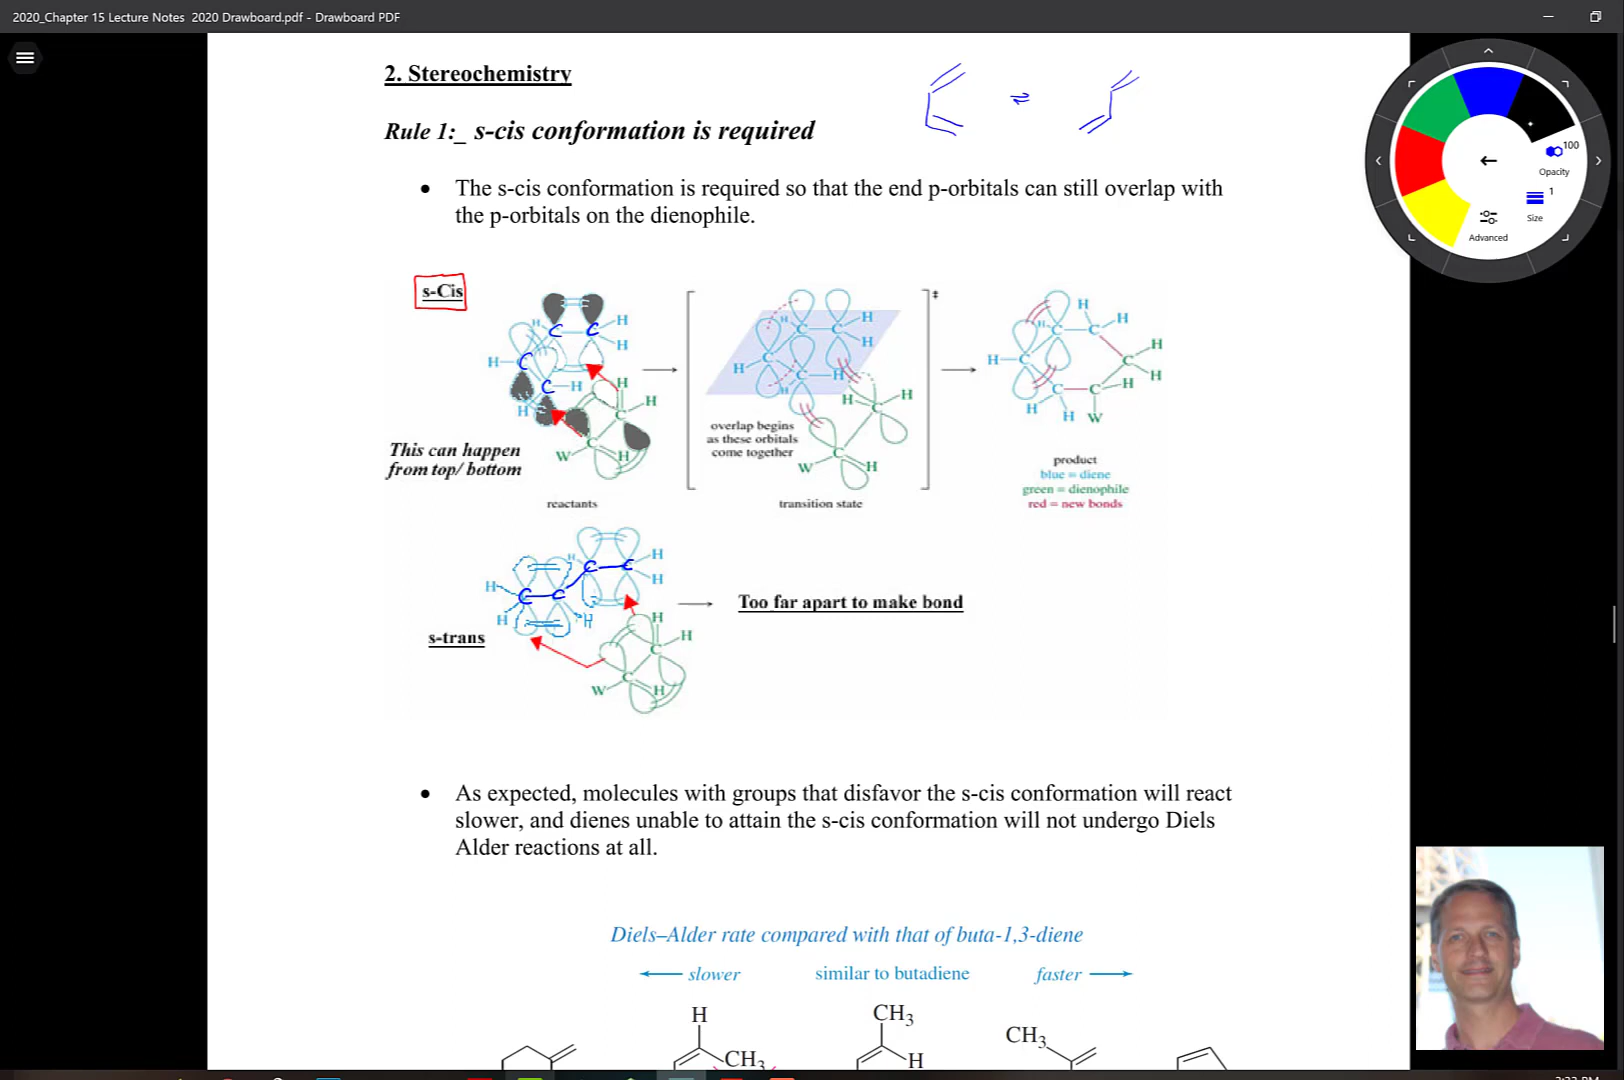 2020_Chapter 15 Lecture Notes  2020 Drawboard.pdf - Drawboard PDF
2. Stereochemistry
Rule 1:_ s-cis conformation is required
100
Opacity
1
Size
Advanced
• The s-cis conformation is required so that the end p-orbitals can still overlap with
the p-orbitals on the dienophile.
s-Cis
H C C H
H
H C
C H
H
H
H
C
C
W H
This can happen
from top/ bottom
reactants
‡
H C C H
H
C
H C H
H
H H
C
overlap begins
as these orbitals
come together
C
W H
transition state
H
H C C H
H C C H
H
C C H
H H W
product
blue = diene
green = dienophile
red = new bonds
H C C H
H
H C C
H H
H
H
C
C
W H
s-trans
Too far apart to make bond
• As expected, molecules with groups that disfavor the s-cis conformation will react
slower, and dienes unable to attain the s-cis conformation will not undergo Diels
Alder reactions at all.
Diels–Alder rate compared with that of buta-1,3-diene
slower similar to butadiene faster
H CH3 CH3
CH3 H